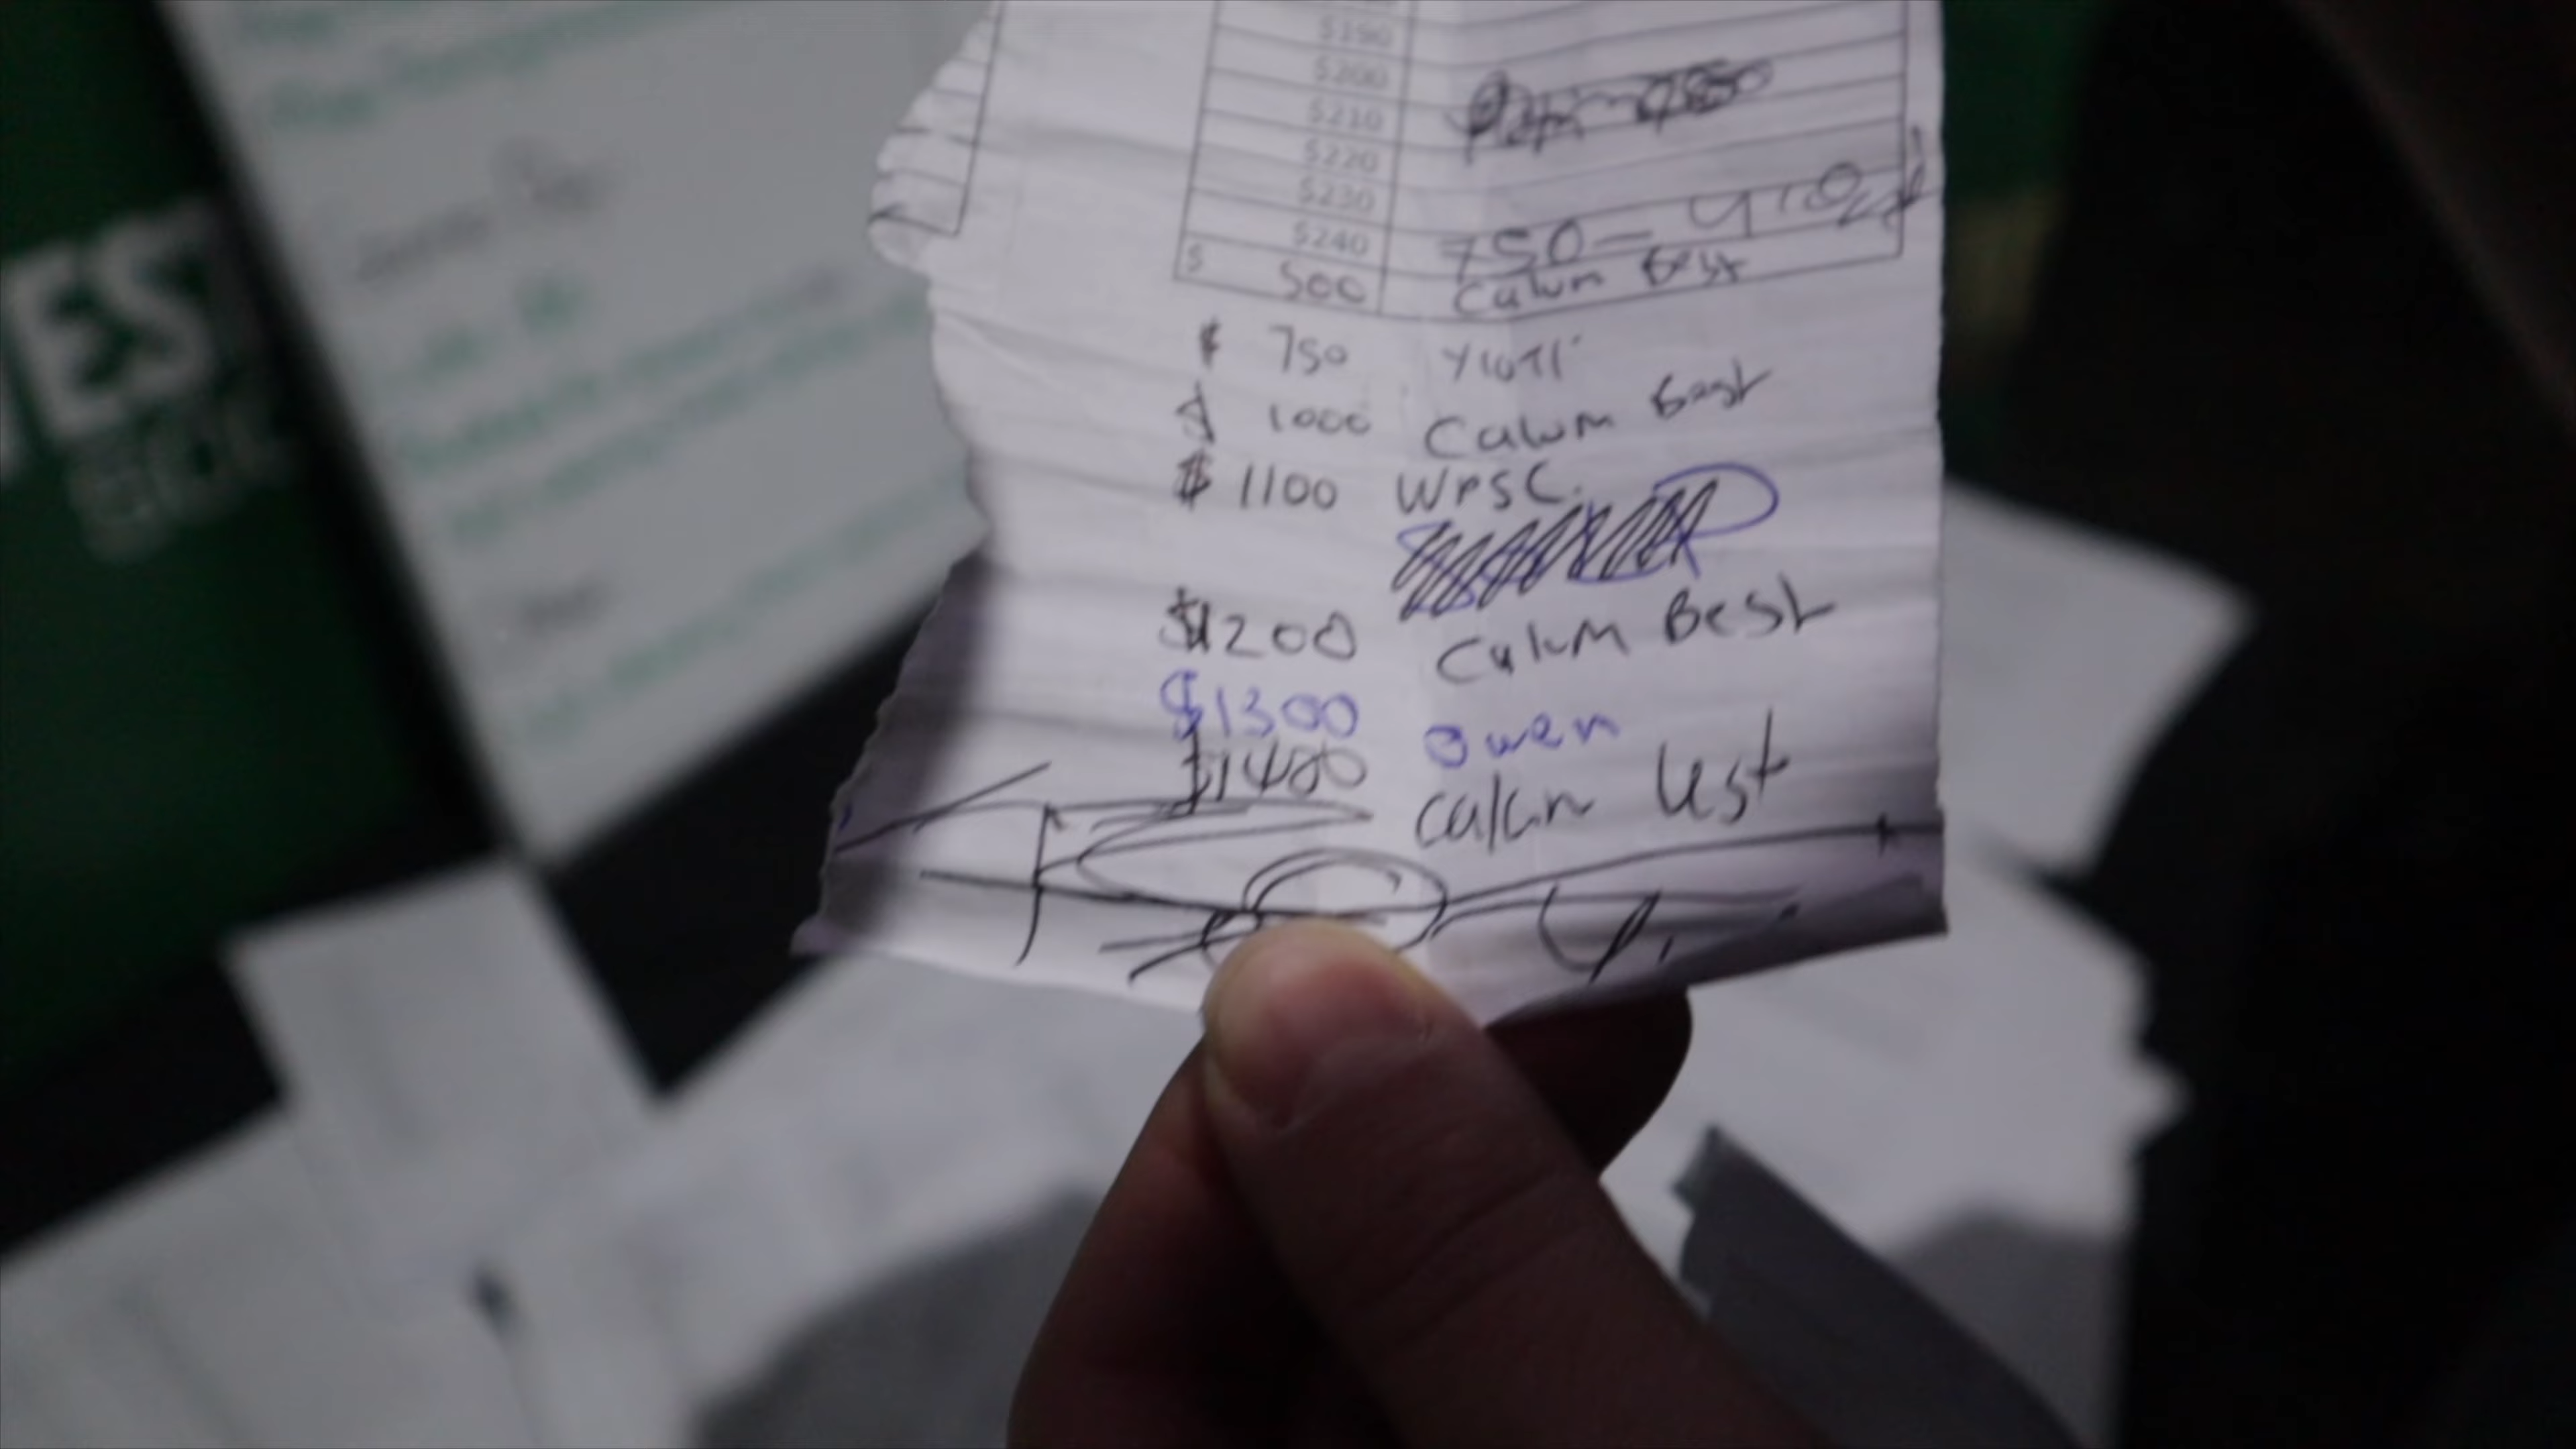 $190
$200
$210
$220
$230
$240
750 -
$ 500 Calum Best
$ 750 Yioti
$ 1000 Calum Best
$ 1100 WPSC.
$1200 Calum Best
$1300 Owen
$1400 Calum Best